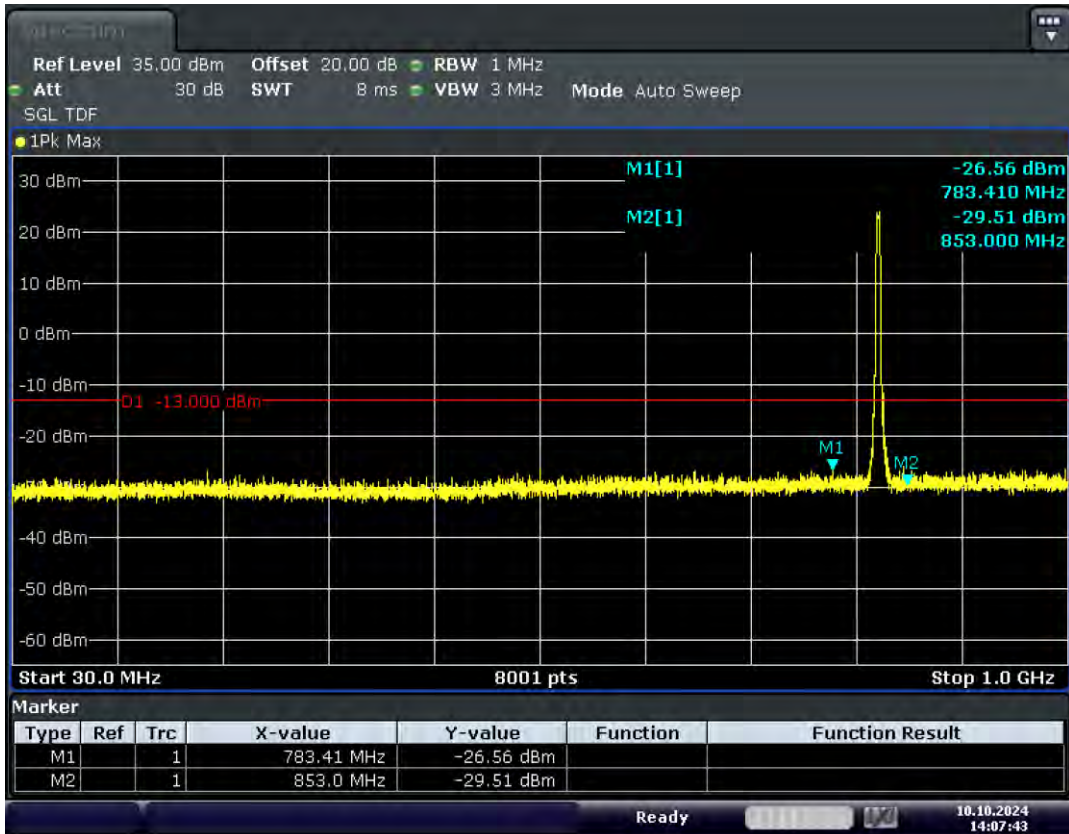 Spectrum
Ref Level 35.00 dBm Offset 20.00 dB RBW 1 MHz
Att 30 dB SWT 8 ms VBW 3 MHz Mode Auto Sweep
SGL TDF
1Pk Max
M1[1] -26.56 dBm
783.410 MHz
M2[1] -29.51 dBm
853.000 MHz
30 dBm
20 dBm
10 dBm
0 dBm
-10 dBm
D1 -13.000 dBm
-20 dBm
M1
M2
-40 dBm
-50 dBm
-60 dBm
Start 30.0 MHz 8001 pts Stop 1.0 GHz
Marker
Type Ref Trc X-value Y-value Function Function Result
M1 1 783.41 MHz -26.56 dBm
M2 1 853.0 MHz -29.51 dBm
Ready 10.10.2024
14:07:43